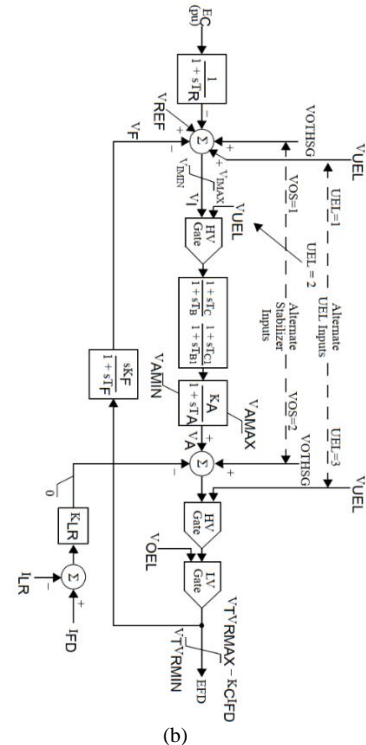 EC
(pu)
1
1 + sTR
VREF
VF
Σ
VOTHSG
VUEL
VIMAX
VIMIN
VI
VUEL
HV
Gate
UEL = 2
VOS=1
UEL=1
Alternate
Stabilizer
Inputs
Alternate
UEL Inputs
1 + sTC
1 + sTB
1 + sTC1
1 + sTB1
KA
1 + sTA
VAMAX
VAMIN
VA
VOS=2
UEL=3
VOTHSG
VUEL
Σ
HV
Gate
VOEL
LV
Gate
VTVRMAX – KCIFD
VTVRMIN
EFD
sKF
1 + sTF
0
KLR
Σ
ILR
IFD
+
+
+
+
+
+
+
−
−
−
−
(b)